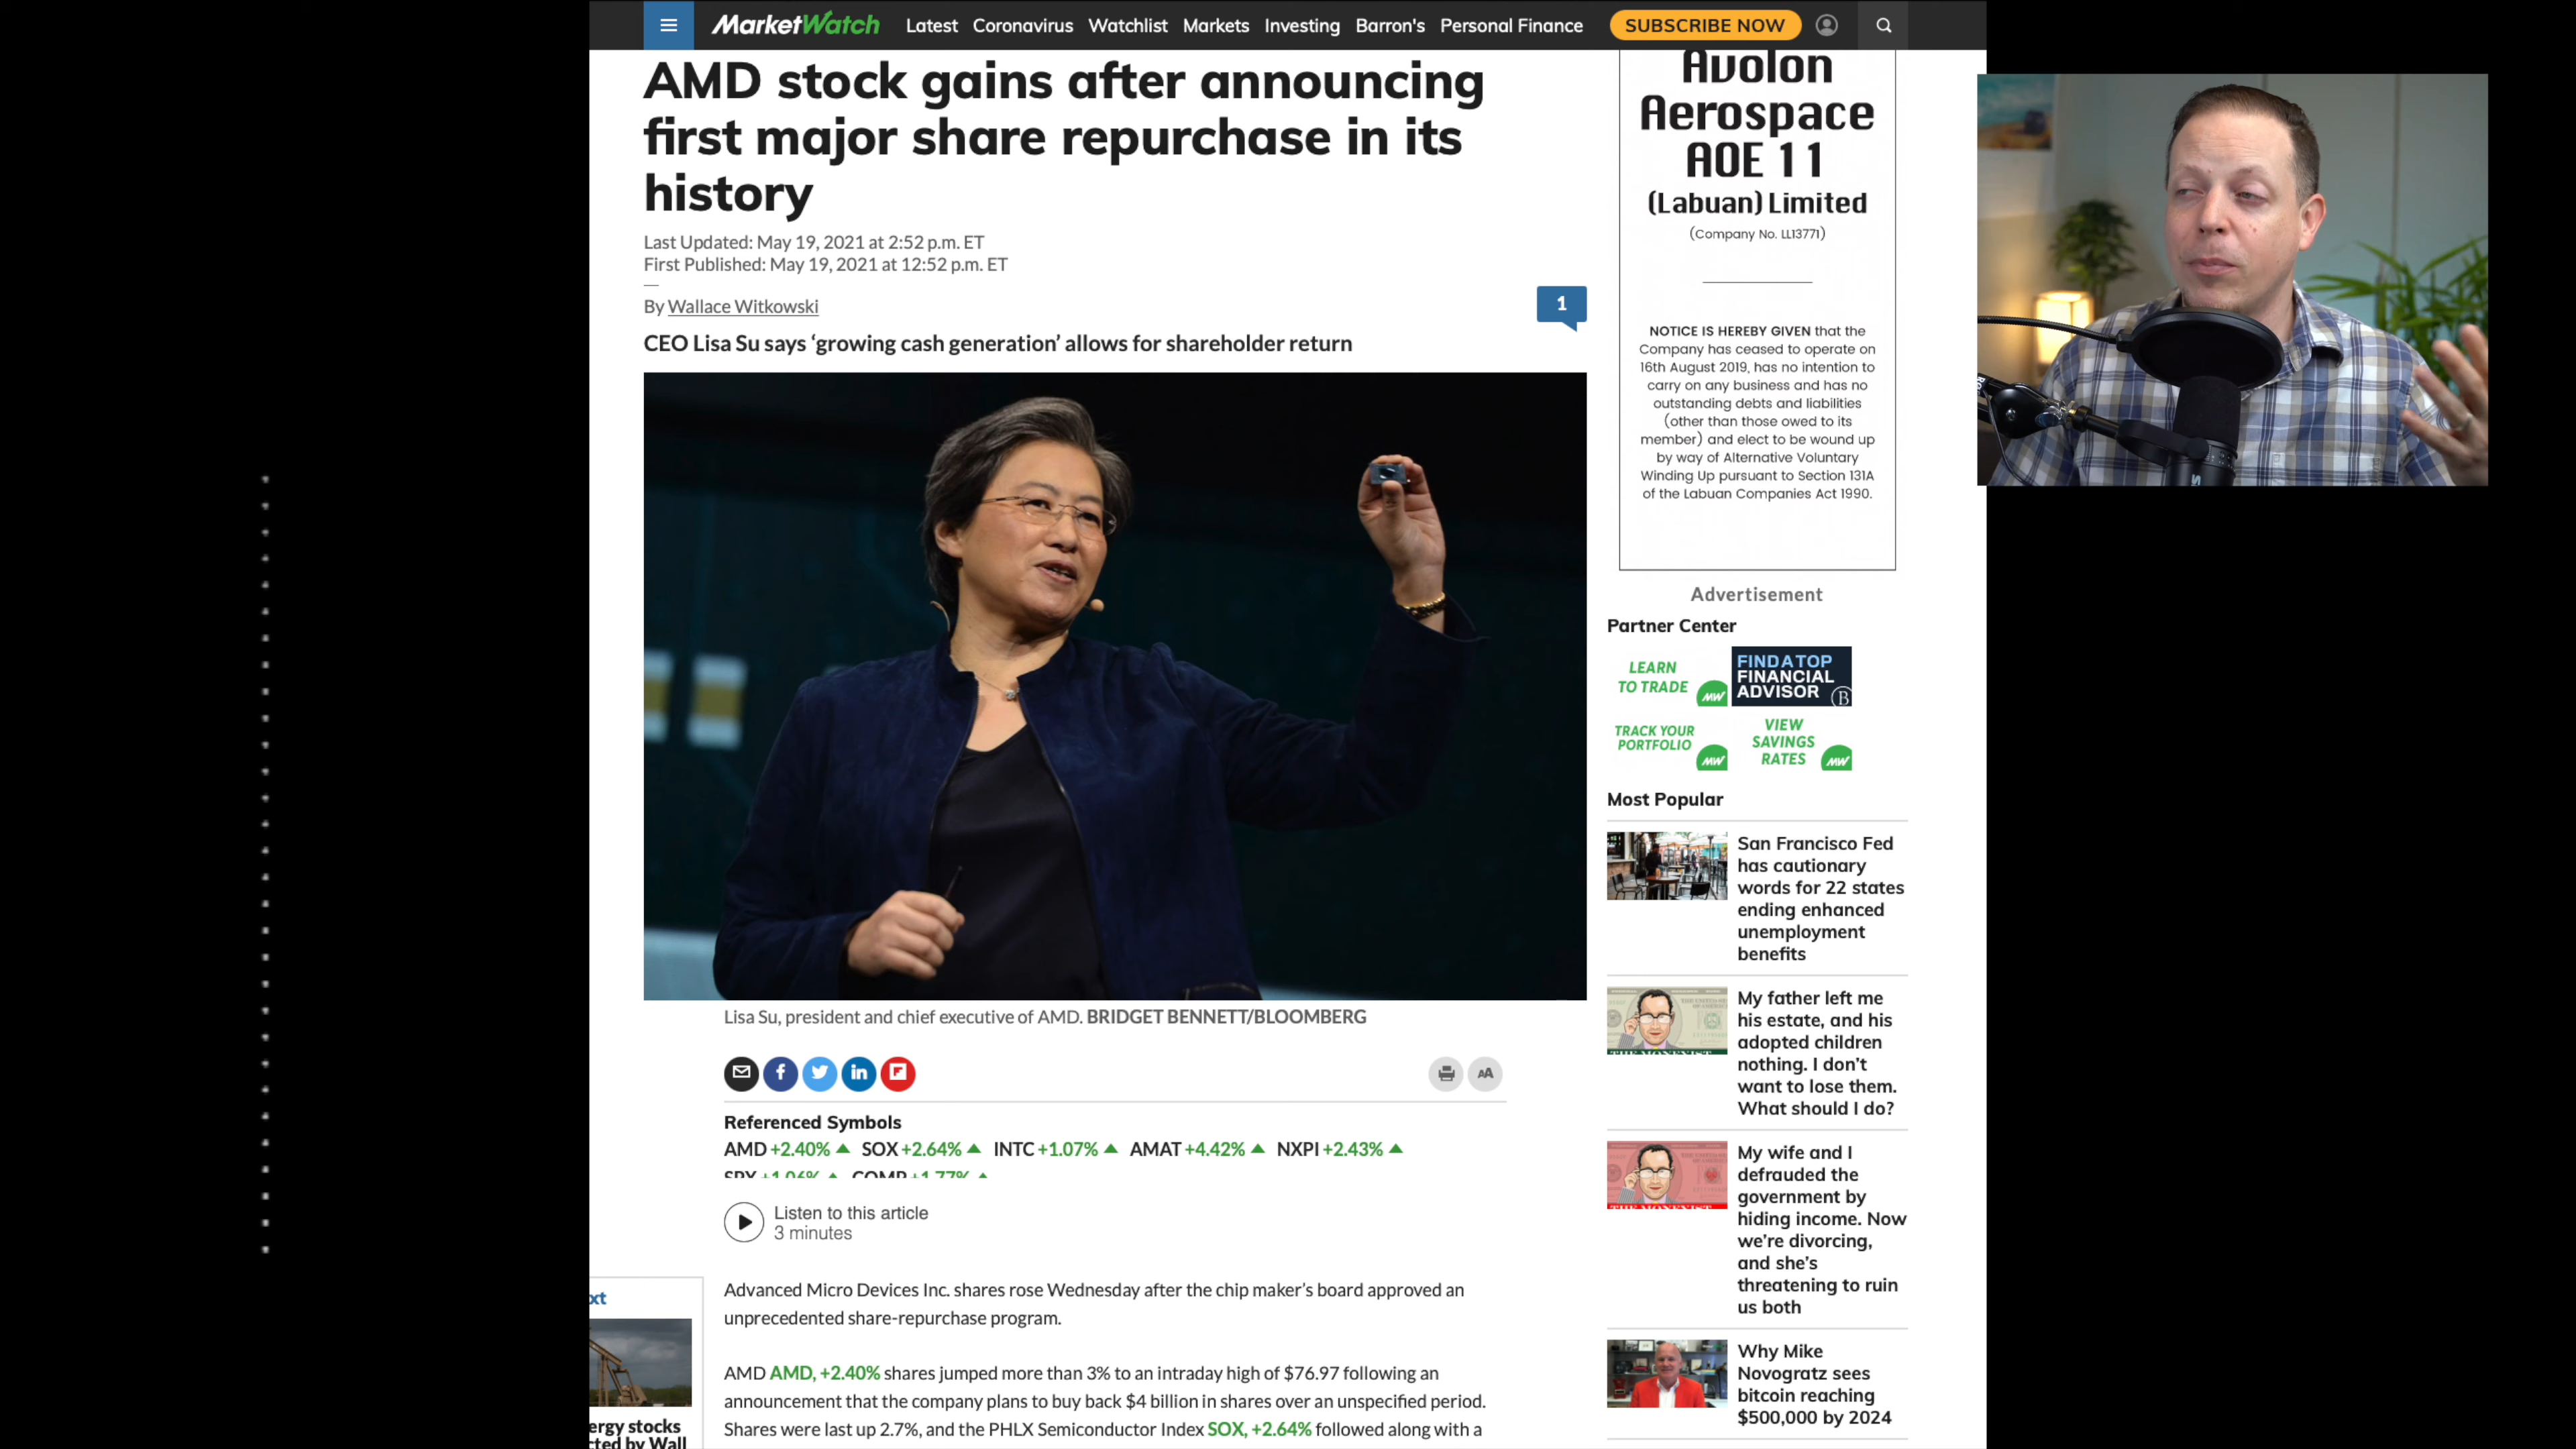 MarketWatch
Latest Coronavirus Watchlist Markets Investing Barron's Personal Finance
SUBSCRIBE NOW
AMD stock gains after announcing
first major share repurchase in its
history
Last Updated: May 19, 2021 at 2:52 p.m. ET
First Published: May 19, 2021 at 12:52 p.m. ET
By Wallace Witkowski
1
CEO Lisa Su says ‘growing cash generation’ allows for shareholder return
Lisa Su, president and chief executive of AMD. BRIDGET BENNETT/BLOOMBERG
AA
Referenced Symbols
AMD +2.40% SOX +2.64% INTC +1.07% AMAT +4.42% NXPI +2.43%
SPX +1.06% COMP +1.77%
Listen to this article
3 minutes
Advanced Micro Devices Inc. shares rose Wednesday after the chip maker’s board approved an
unprecedented share-repurchase program.
AMD AMD, +2.40% shares jumped more than 3% to an intraday high of $76.97 following an
announcement that the company plans to buy back $4 billion in shares over an unspecified period.
Shares were last up 2.7%, and the PHLX Semiconductor Index SOX, +2.64% followed along with a
xt
ergy stocks
cted by Wall
Avolon
Aerospace
AOE 11
(Labuan) Limited
(Company No. LL13771)
NOTICE IS HEREBY GIVEN that the
Company has ceased to operate on
16th August 2019, has no intention to
carry on any business and has no
outstanding debts and liabilities
(other than those owed to its
member) and elect to be wound up
by way of Alternative Voluntary
Winding Up pursuant to Section 131A
of the Labuan Companies Act 1990.
Advertisement
Partner Center
LEARN
TO TRADE
MW
FIND A TOP
FINANCIAL
ADVISOR
B
TRACK YOUR
PORTFOLIO
MW
VIEW
SAVINGS
RATES
MW
Most Popular
San Francisco Fed
has cautionary
words for 22 states
ending enhanced
unemployment
benefits
My father left me
his estate, and his
adopted children
nothing. I don’t
want to lose them.
What should I do?
My wife and I
defrauded the
government by
hiding income. Now
we’re divorcing,
and she’s
threatening to ruin
us both
Why Mike
Novogratz sees
bitcoin reaching
$500,000 by 2024